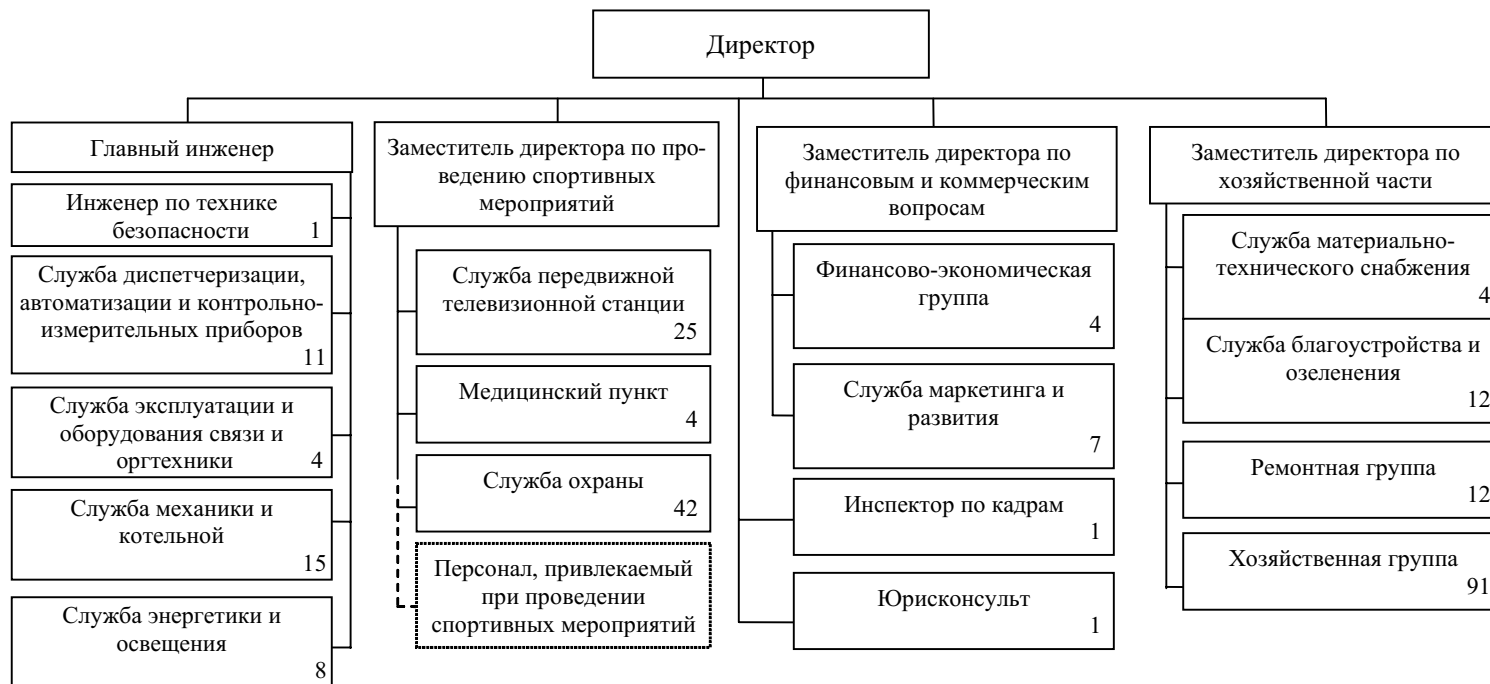 Директор
Главный инженер
Инженер по технике
безопасности
1
Служба диспетчеризации,
автоматизации и контрольно-
измерительных приборов
11
Служба эксплуатации и
оборудования связи и
оргтехники
4
Служба механики и
котельной
15
Служба энергетики и
освещения
8
Заместитель директора по про-
ведению спортивных
мероприятий
Служба передвижной
телевизионной станции
25
Медицинский пункт
4
Служба охраны
42
Персонал, привлекаемый
при проведении
спортивных мероприятий
Заместитель директора по
финансовым и коммерческим
вопросам
Финансово-экономическая
группа
4
Служба маркетинга и
развития
7
Инспектор по кадрам
1
Юрисконсульт
1
Заместитель директора по
хозяйственной части
Служба материально-
технического снабжения
4
Служба благоустройства и
озеленения
12
Ремонтная группа
12
Хозяйственная группа
91